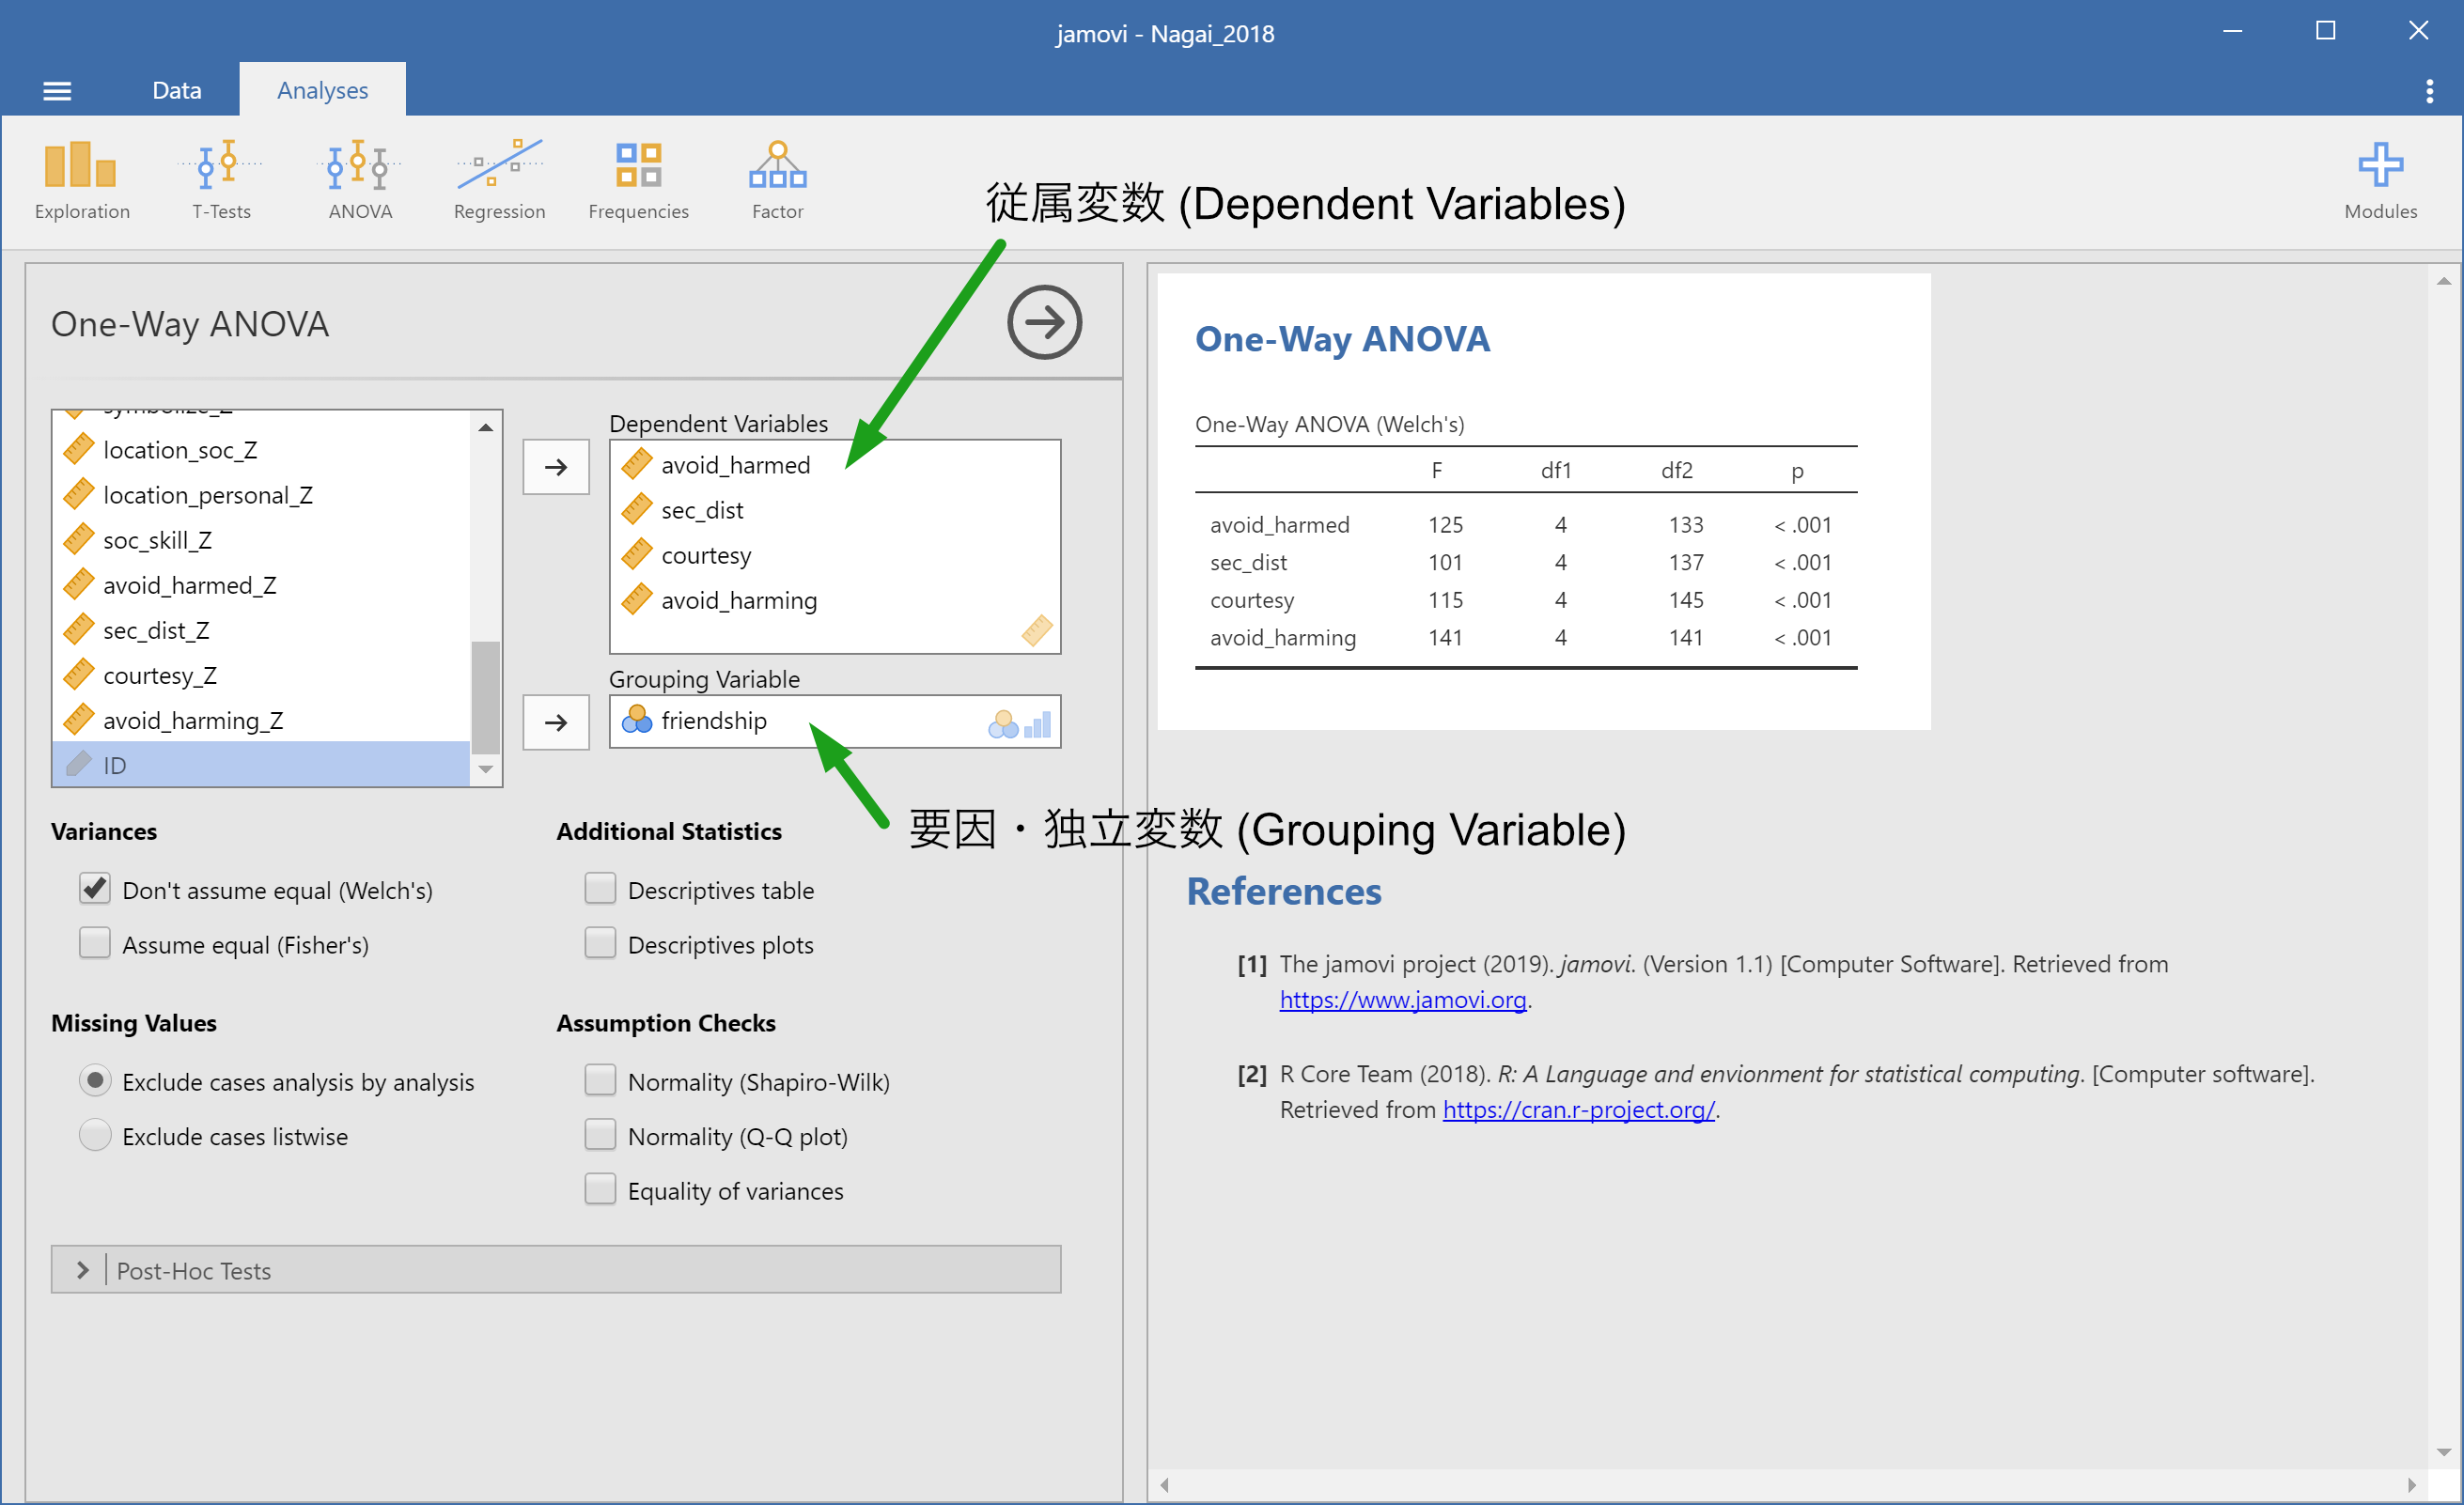 jamovi - Nagai_2018
Data
Analyses
Exploration
T-Tests
ANOVA
Regression
Frequencies
Factor
Modules
従属変数 (Dependent Variables)
One-Way ANOVA
symbolize_Z
location_soc_Z
location_personal_Z
soc_skill_Z
avoid_harmed_Z
sec_dist_Z
courtesy_Z
avoid_harming_Z
ID
Dependent Variables
avoid_harmed
sec_dist
courtesy
avoid_harming
Grouping Variable
friendship
要因・独立変数 (Grouping Variable)
Variances
Don't assume equal (Welch's)
Assume equal (Fisher's)
Additional Statistics
Descriptives table
Descriptives plots
Missing Values
Exclude cases analysis by analysis
Exclude cases listwise
Assumption Checks
Normality (Shapiro-Wilk)
Normality (Q-Q plot)
Equality of variances
Post-Hoc Tests
One-Way ANOVA
One-Way ANOVA (Welch's)
F df1 df2 p
avoid_harmed 125 4 133 < .001
sec_dist 101 4 137 < .001
courtesy 115 4 145 < .001
avoid_harming 141 4 141 < .001
References
[1] The jamovi project (2019). jamovi. (Version 1.1) [Computer Software]. Retrieved from
https://www.jamovi.org.
[2] R Core Team (2018). R: A Language and envionment for statistical computing. [Computer software].
Retrieved from https://cran.r-project.org/.